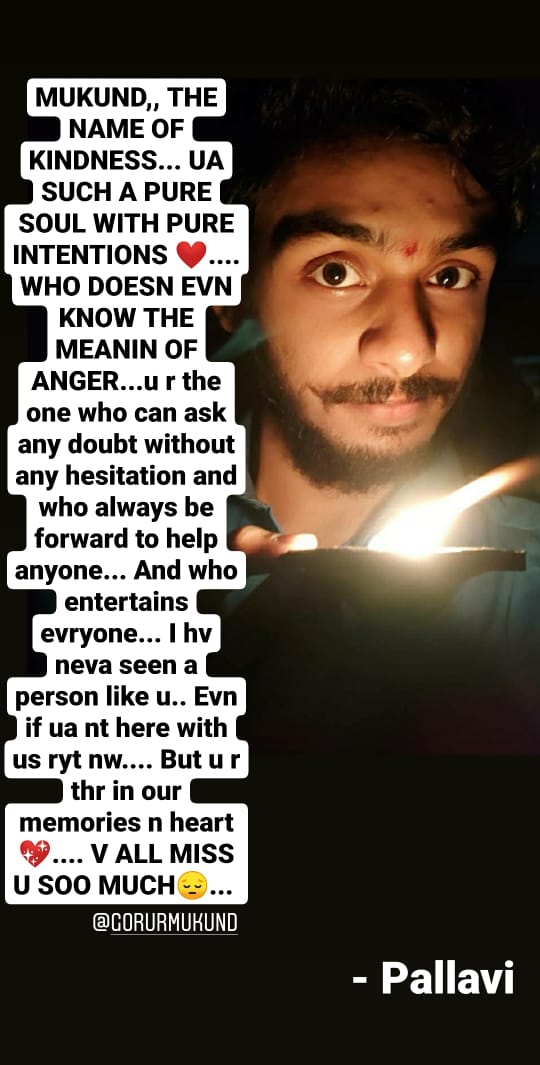 MUKUND,, THE
NAME OF
KINDNESS... UA
SUCH A PURE
SOUL WITH PURE
INTENTIONS ❤️....
WHO DOESN EVN
KNOW THE
MEANIN OF
ANGER...u r the
one who can ask
any doubt without
any hesitation and
who always be
forward to help
anyone... And who
entertains
evryone... I hv
neva seen a
person like u.. Evn
if ua nt here with
us ryt nw.... But u r
thr in our
memories n heart
💖.... V ALL MISS
U SOO MUCH😔...
@GORURMUKUND
- Pallavi